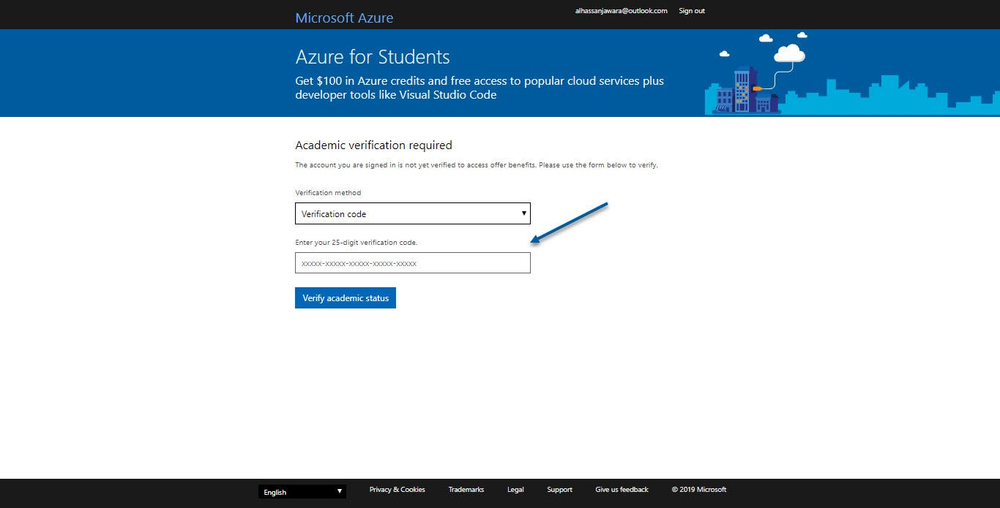 Microsoft Azure
alhassanjawara@outlook.com Sign out
Azure for Students
Get $100 in Azure credits and free access to popular cloud services plus
developer tools like Visual Studio Code
Academic verification required
The account you are signed in is not yet verified to access offer benefits. Please use the form below to verify.
Verification method
Verification code
Enter your 25-digit verification code.
xxxxx-xxxxx-xxxxx-xxxxx-xxxxx
Verify academic status
English Privacy & Cookies Trademarks Legal Support Give us feedback © 2019 Microsoft